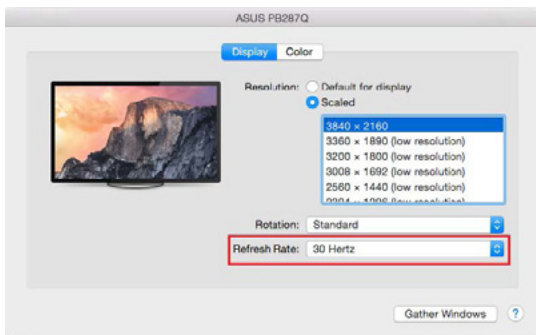 ASUS PB287Q
Display Color
Resolution: Default for display
Scaled
3840 × 2160
3360 × 1890 (low resolution)
3200 × 1800 (low resolution)
3008 × 1692 (low resolution)
2560 × 1440 (low resolution)
Rotation: Standard
Refresh Rate: 30 Hertz
Gather Windows ?